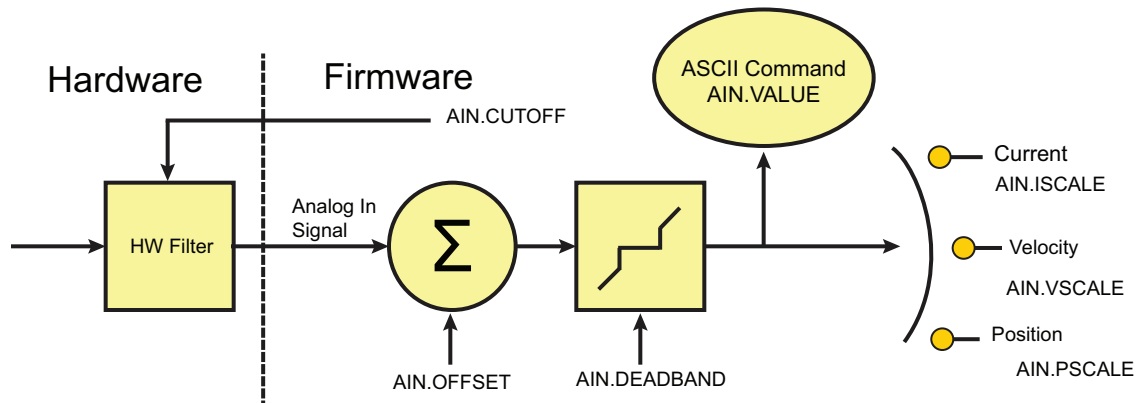 Hardware
Firmware
ASCII Command
AIN.VALUE
AIN.CUTOFF
Current
AIN.ISCALE
Analog In
Signal
HW Filter
Σ
Velocity
AIN.VSCALE
Position
AIN.PSCALE
AIN.OFFSET
AIN.DEADBAND